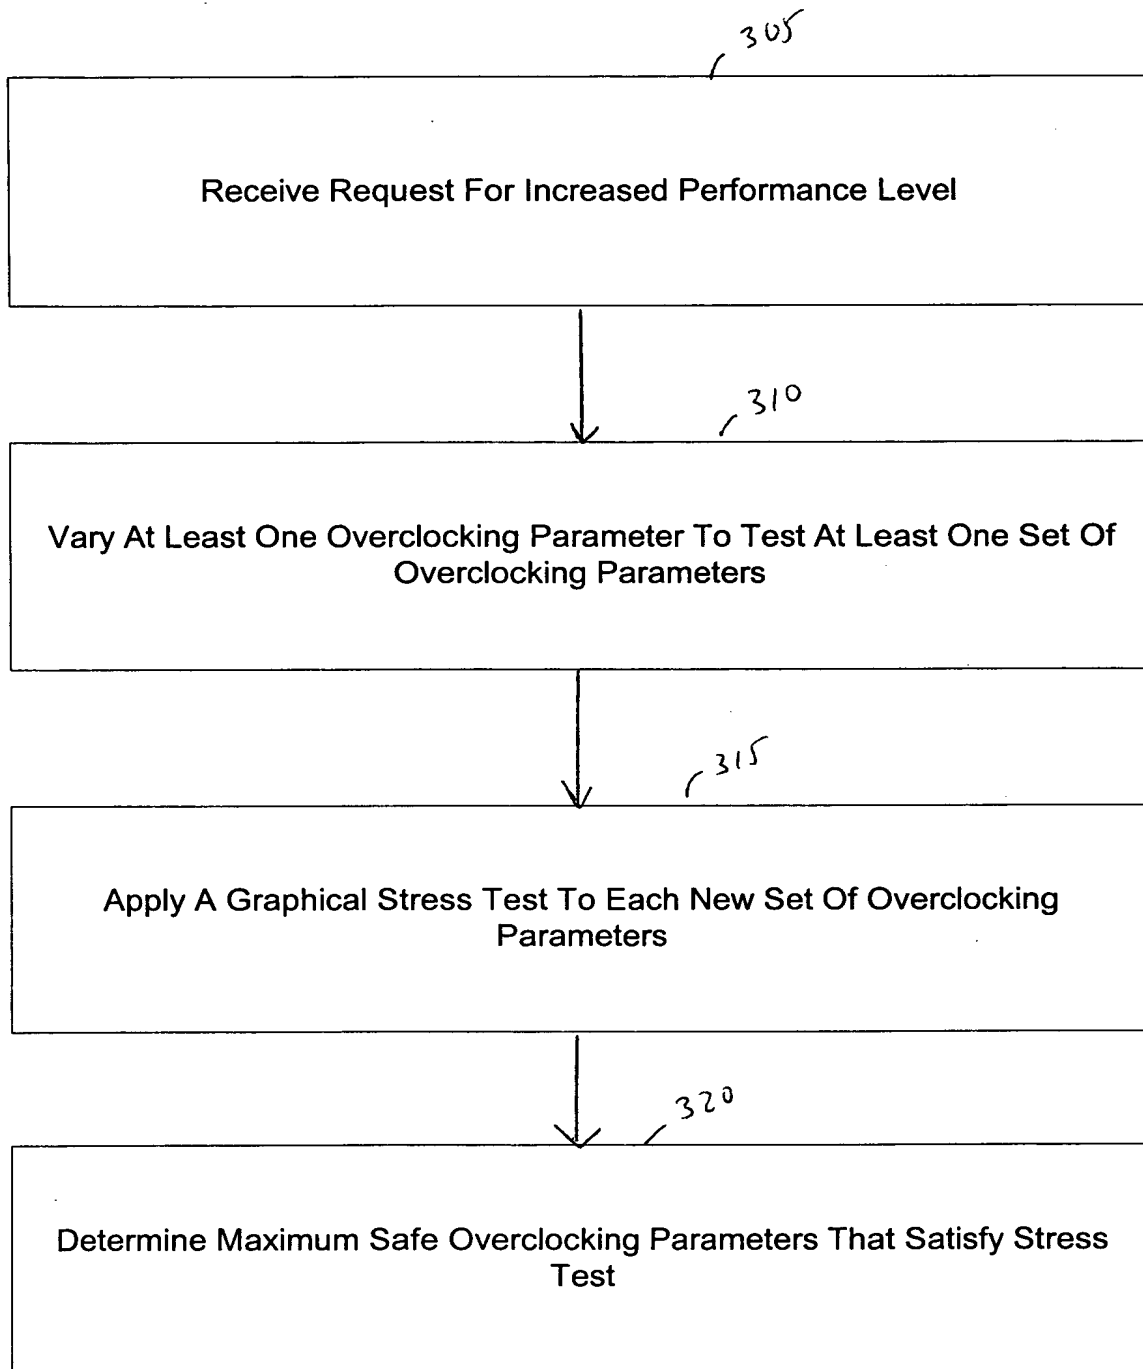 305
Receive Request For Increased Performance Level
310
Vary At Least One Overclocking Parameter To Test At Least One Set Of
Overclocking Parameters
315
Apply A Graphical Stress Test To Each New Set Of Overclocking
Parameters
320
Determine Maximum Safe Overclocking Parameters That Satisfy Stress
Test